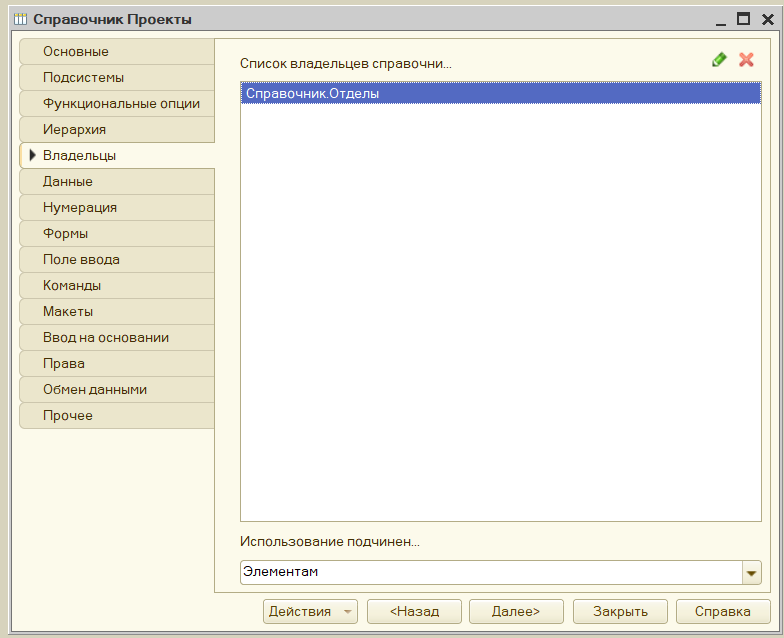 Справочник Проекты
Основные
Подсистемы
Функциональные опции
Иерархия
Владельцы
Данные
Нумерация
Формы
Поле ввода
Команды
Макеты
Ввод на основании
Права
Обмен данными
Прочее
Список владельцев справочни...
Справочник.Отделы
Использование подчинен...
Элементам
Действия
<Назад
Далее>
Закрыть
Справка